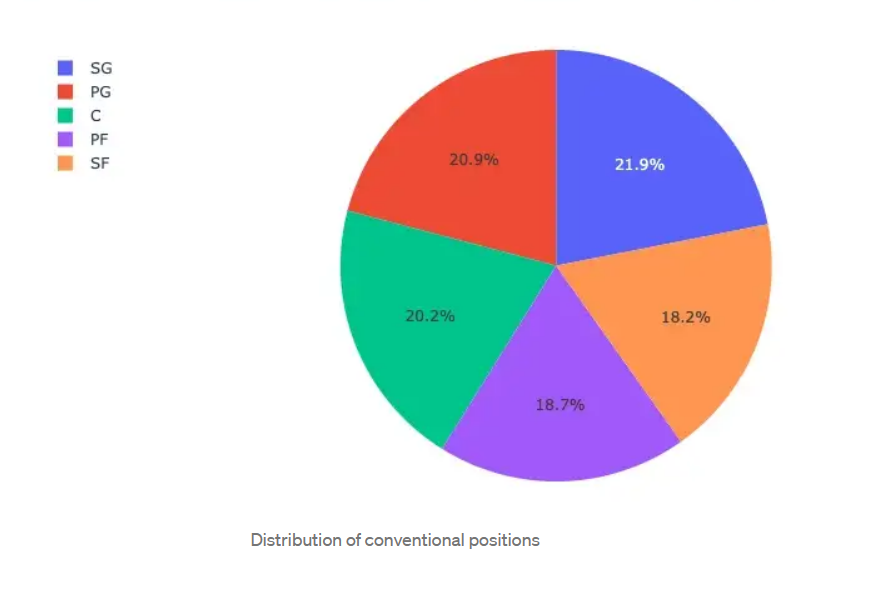 SG
PG
C
PF
SF
20.9%
21.9%
20.2%
18.2%
18.7%
Distribution of conventional positions